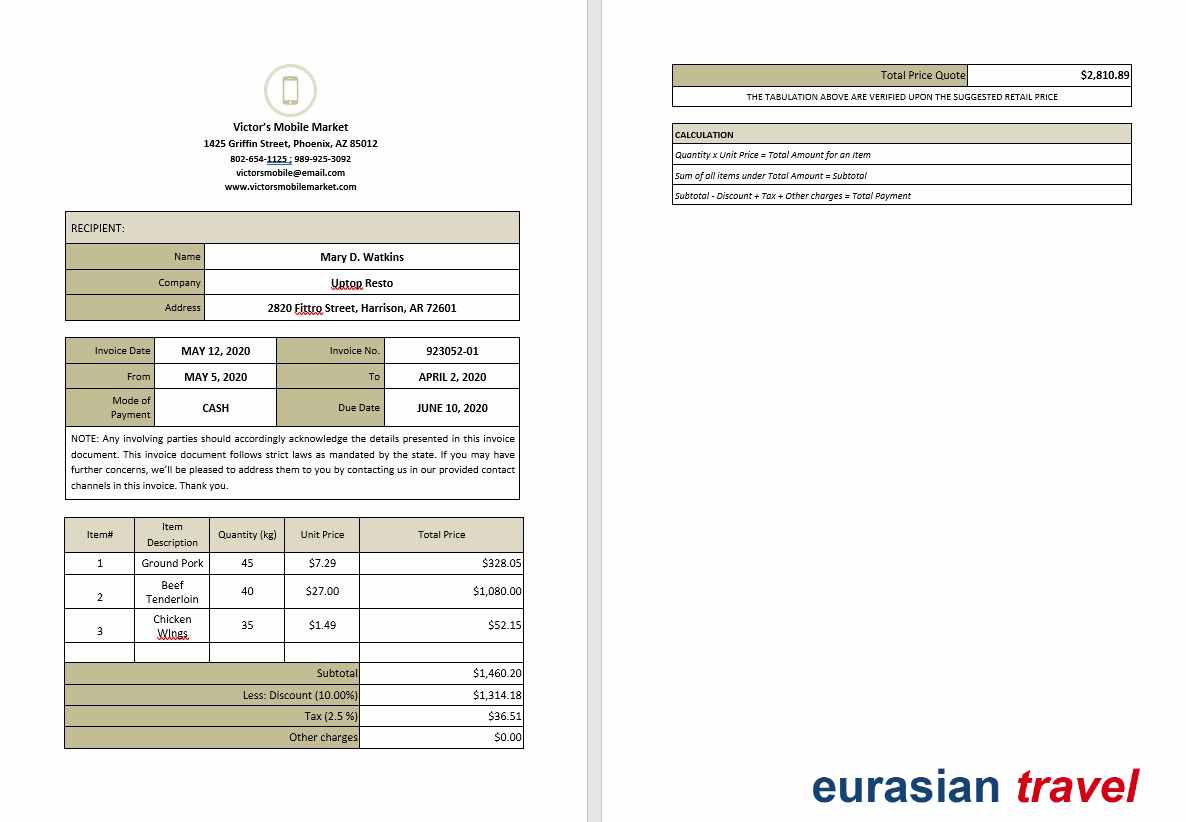 Victor's Mobile Market
1425 Griffin Street, Phoenix, AZ 85012
802-654-1125 ; 989-925-3092
victorsmobile@email.com
www.victorsmobilemarket.com
RECIPIENT:
Name Mary D. Watkins
Company Uptop Resto
Address 2820 Fittro Street, Harrison, AR 72601
Invoice Date MAY 12, 2020 Invoice No. 923052-01
From MAY 5, 2020 To APRIL 2, 2020
Mode of
Payment CASH Due Date JUNE 10, 2020
NOTE: Any involving parties should accordingly acknowledge the details presented in this invoice
document. This invoice document follows strict laws as mandated by the state. If you may have
further concerns, we'll be pleased to address them to you by contacting us in our provided contact
channels in this invoice. Thank you.
Item# Item Description Quantity (kg) Unit Price Total Price
1 Ground Pork 45 $7.29 $328.05
2 Beef Tenderloin 40 $27.00 $1,080.00
3 Chicken WIngs 35 $1.49 $52.15
Subtotal $1,460.20
Less: Discount (10.00%) $1,314.18
Tax (2.5 %) $36.51
Other charges $0.00
Total Price Quote $2,810.89
THE TABULATION ABOVE ARE VERIFIED UPON THE SUGGESTED RETAIL PRICE
CALCULATION
Quantity x Unit Price = Total Amount for an Item
Sum of all items under Total Amount = Subtotal
Subtotal - Discount + Tax + Other charges = Total Payment
eurasian travel